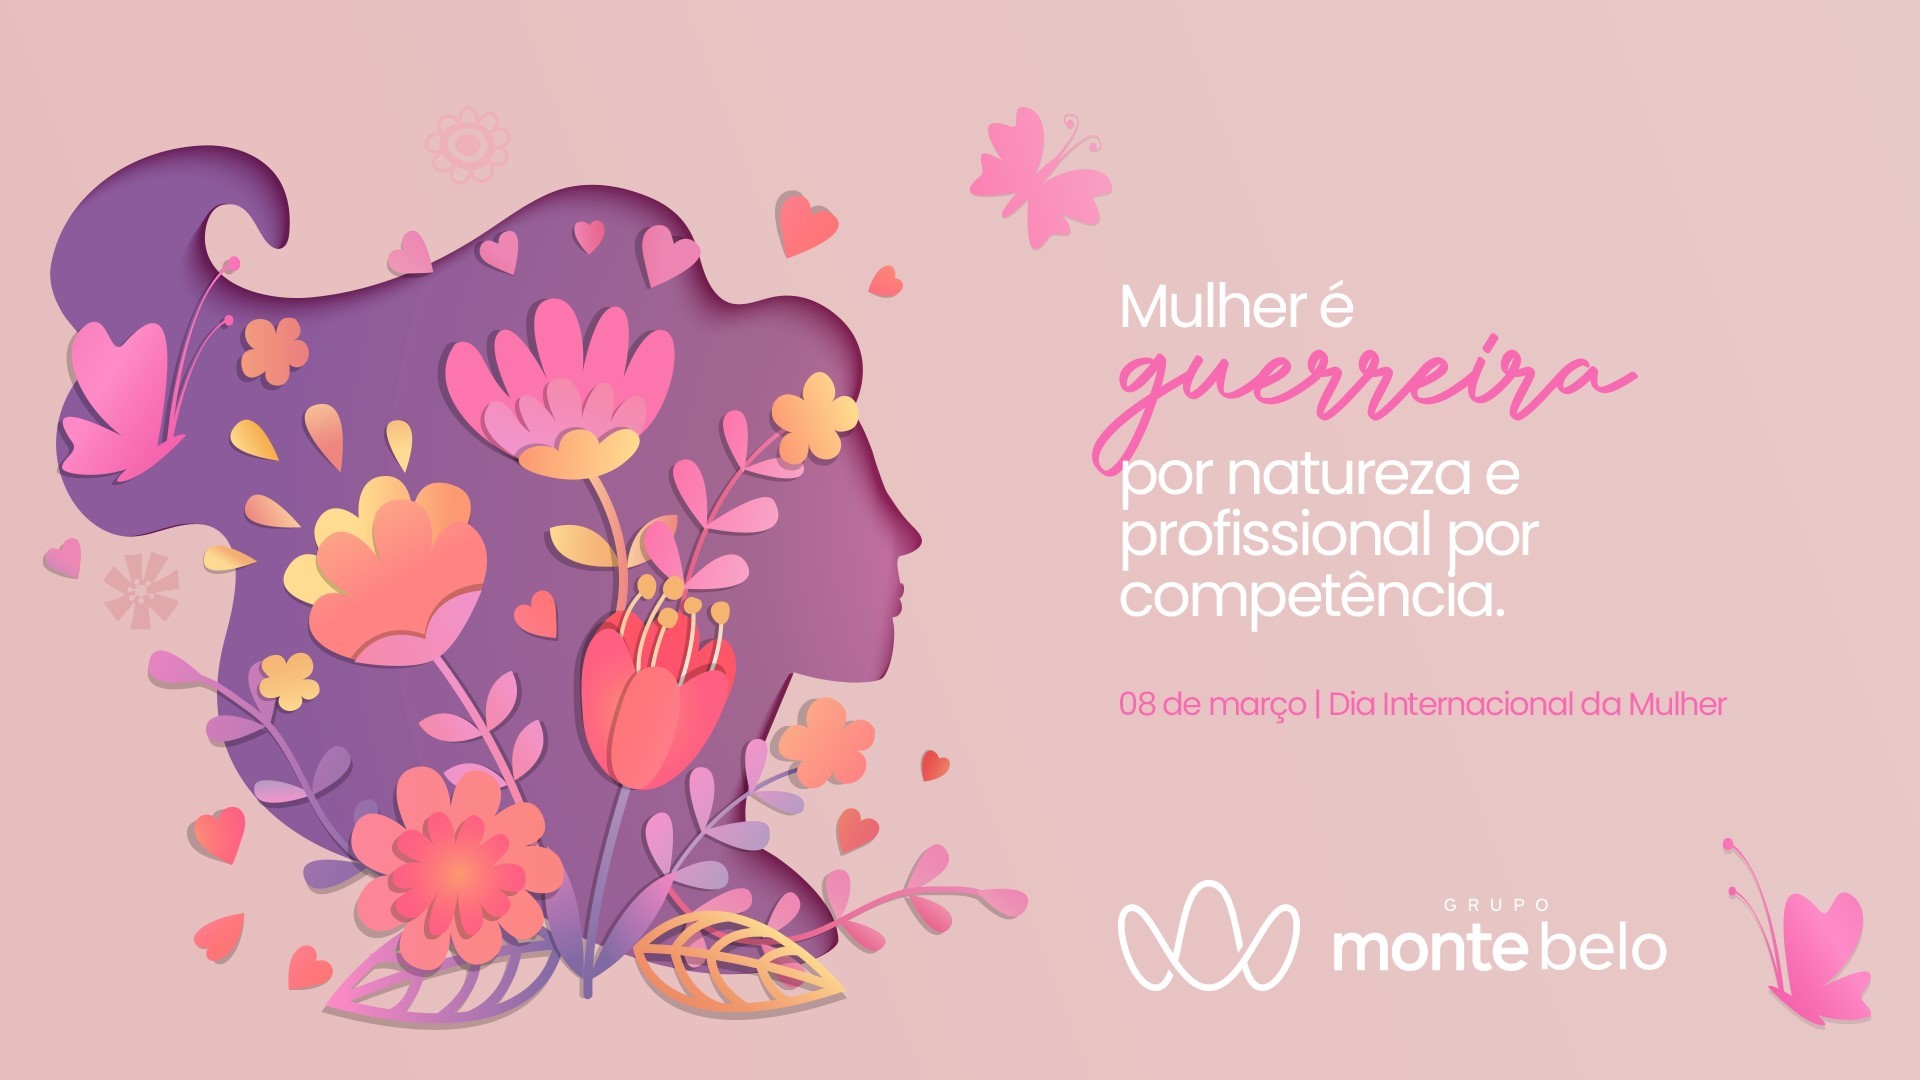 Mulher é
guerreira
por natureza e
profissional por
competência.
08 de março | Dia Internacional da Mulher
GRUPO
monte belo